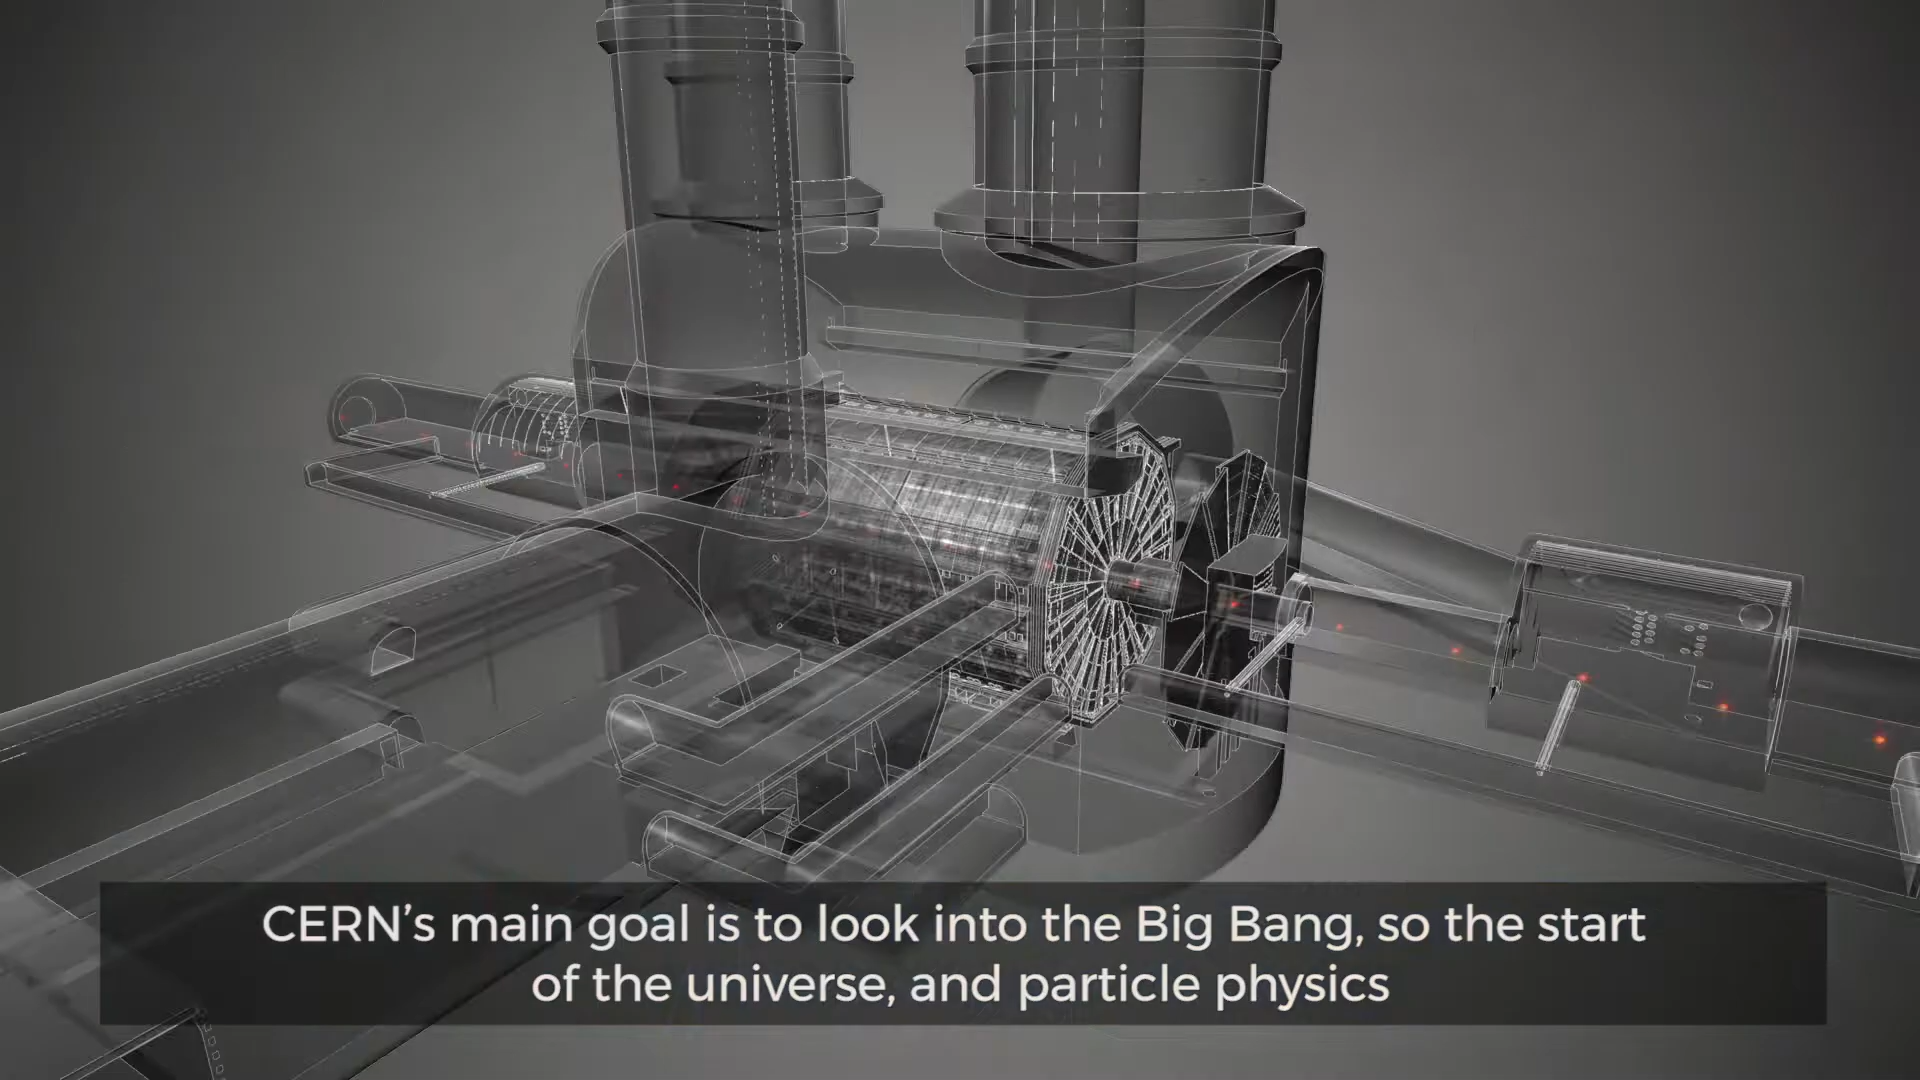 CERN’s main goal is to look into the Big Bang, so the start
of the universe, and particle physics